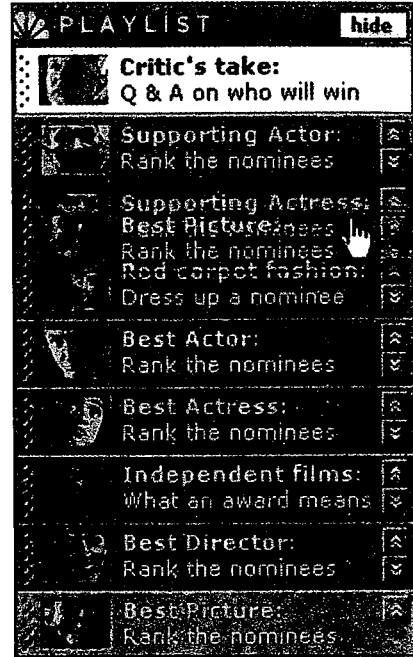 PLAYLIST hide
Critic's take:
Q & A on who will win
Supporting Actor:
Rank the nominees
Supporting Actress:
Best Picture:
Rank the nominees
Red carpet fashion:
Dress up a nominee
Best Actor:
Rank the nominees
Best Actress:
Rank the nominees
Independent films:
What an award means
Best Director:
Rank the nominees
Best Picture:
Rank the nominees